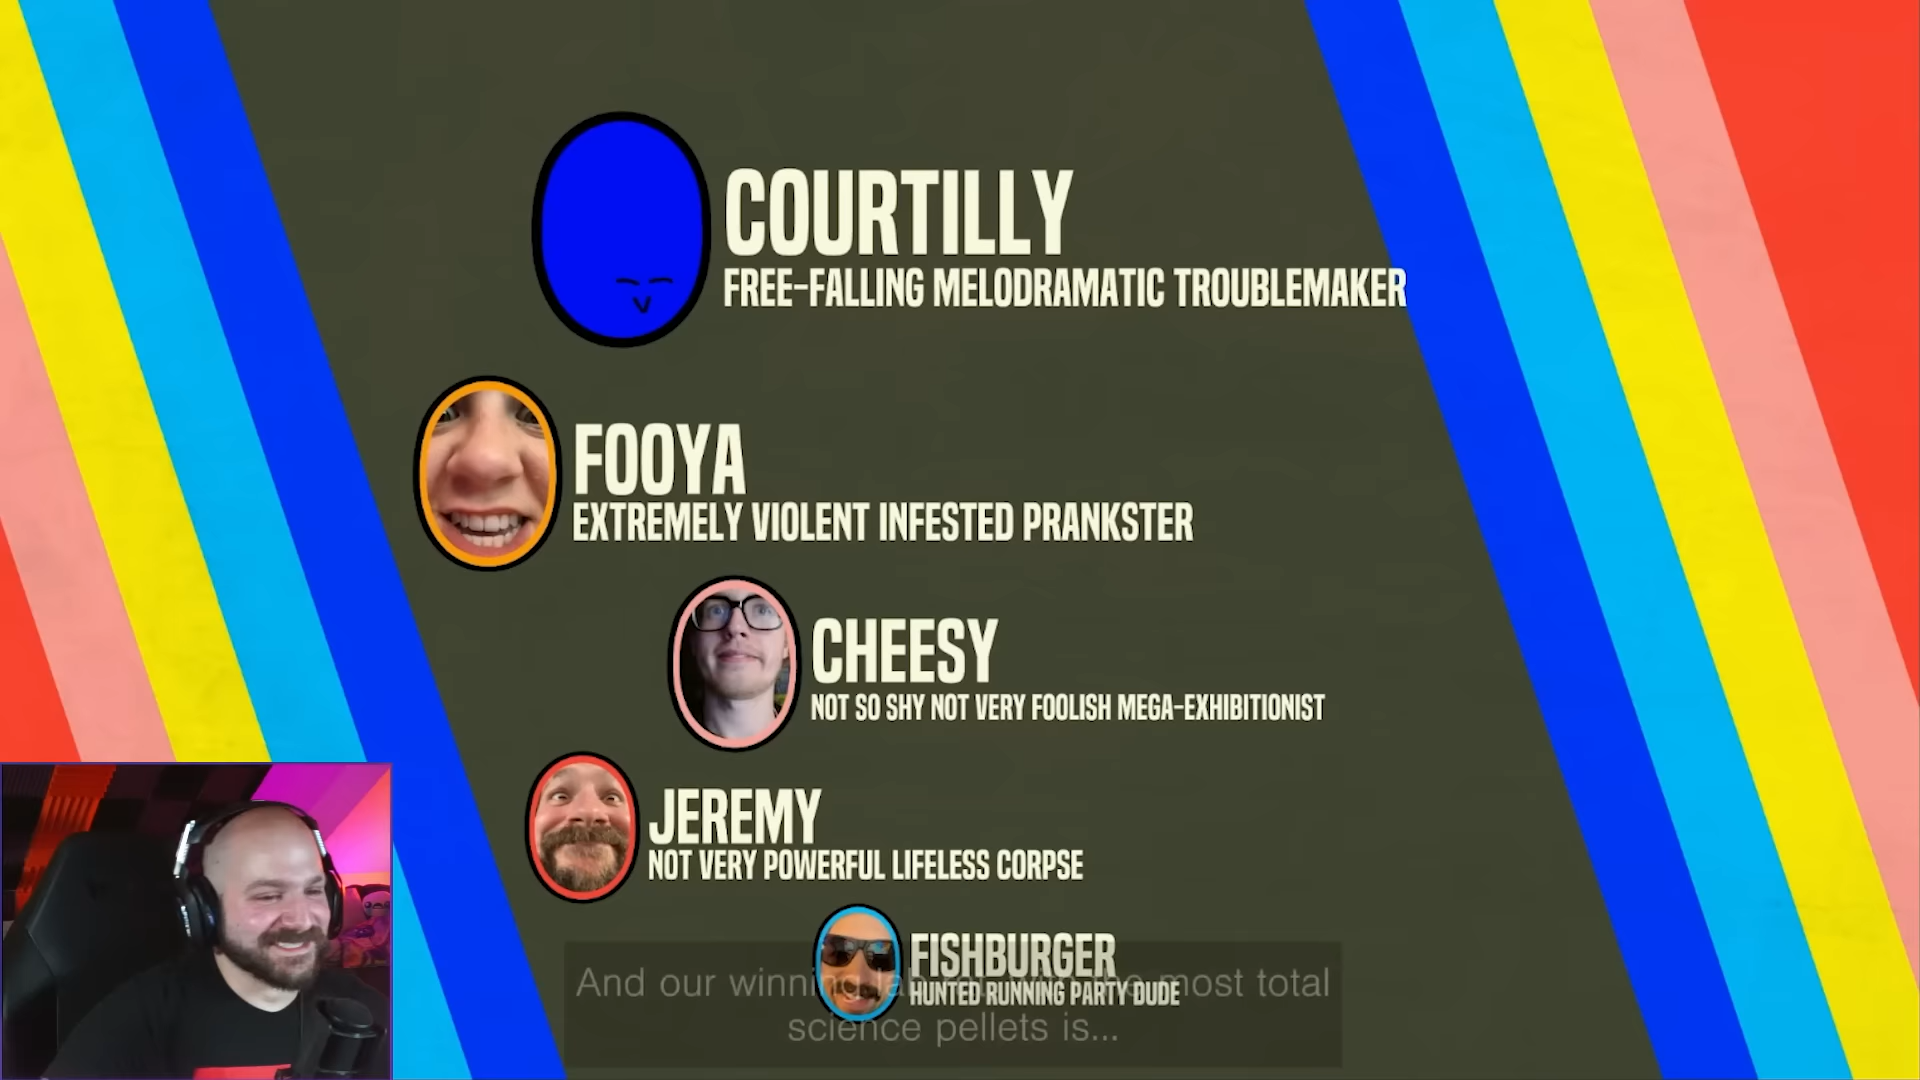 COURTILLY
FREE-FALLING MELODRAMATIC TROUBLEMAKER
FOOYA
EXTREMELY VIOLENT INFESTED PRANKSTER
CHEESY
NOT SO SHY NOT VERY FOOLISH MEGA-EXHIBITIONIST
JEREMY
NOT VERY POWERFUL LIFELESS CORPSE
FISHBURGER
HUNTED RUNNING PARTY DUDE
And our winning most total
science pellets is...